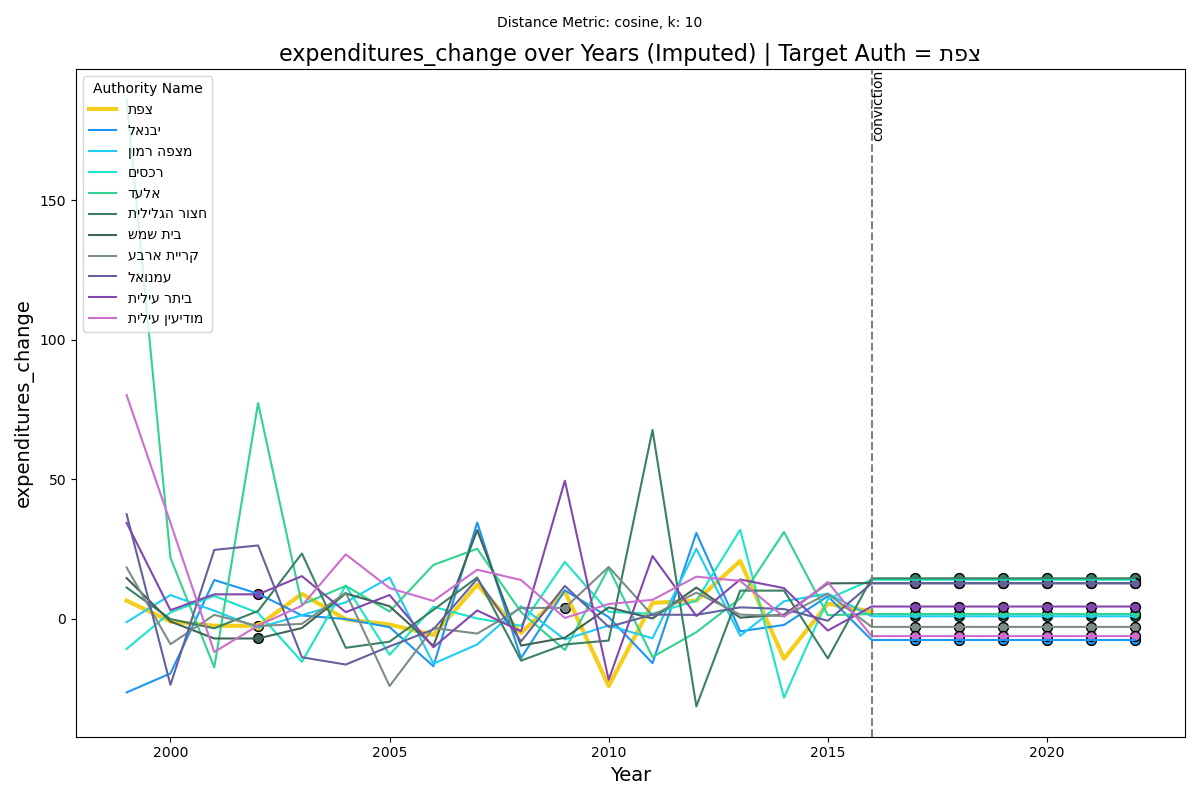 Distance Metric: cosine, k: 10
expenditures_change over Years (Imputed) | Target Auth = צפת
Authority Name
צפת
יבנאל
מצפה רמון
רכסים
אלעד
חצור הגלילית
בית שמש
קריית ארבע
עמנואל
ביתר עילית
מודיעין עילית
conviction
expenditures_change
150
100
50
0
2000
2005
2010
2015
2020
Year